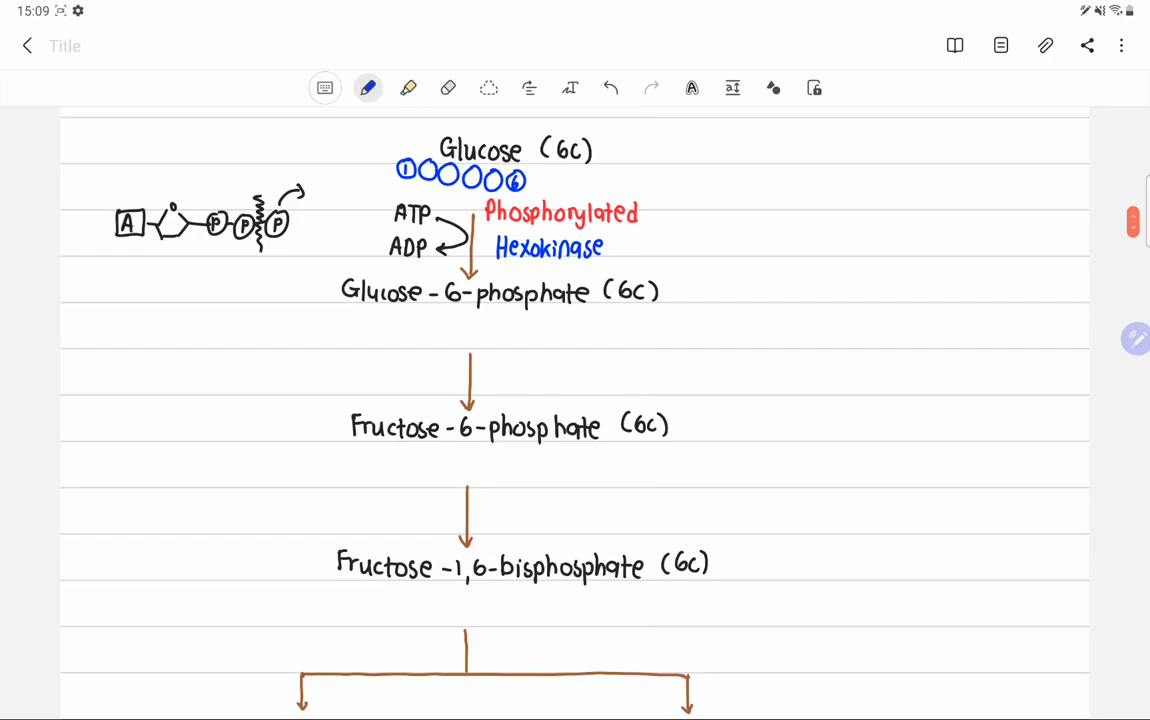 15:09
Title
Glucose (6C)
1 6
A P P P
ATP Phosphorylated
ADP Hexokinase
Glucose-6-phosphate (6C)
Fructose-6-phosphate (6C)
Fructose-1,6-bisphosphate (6C)